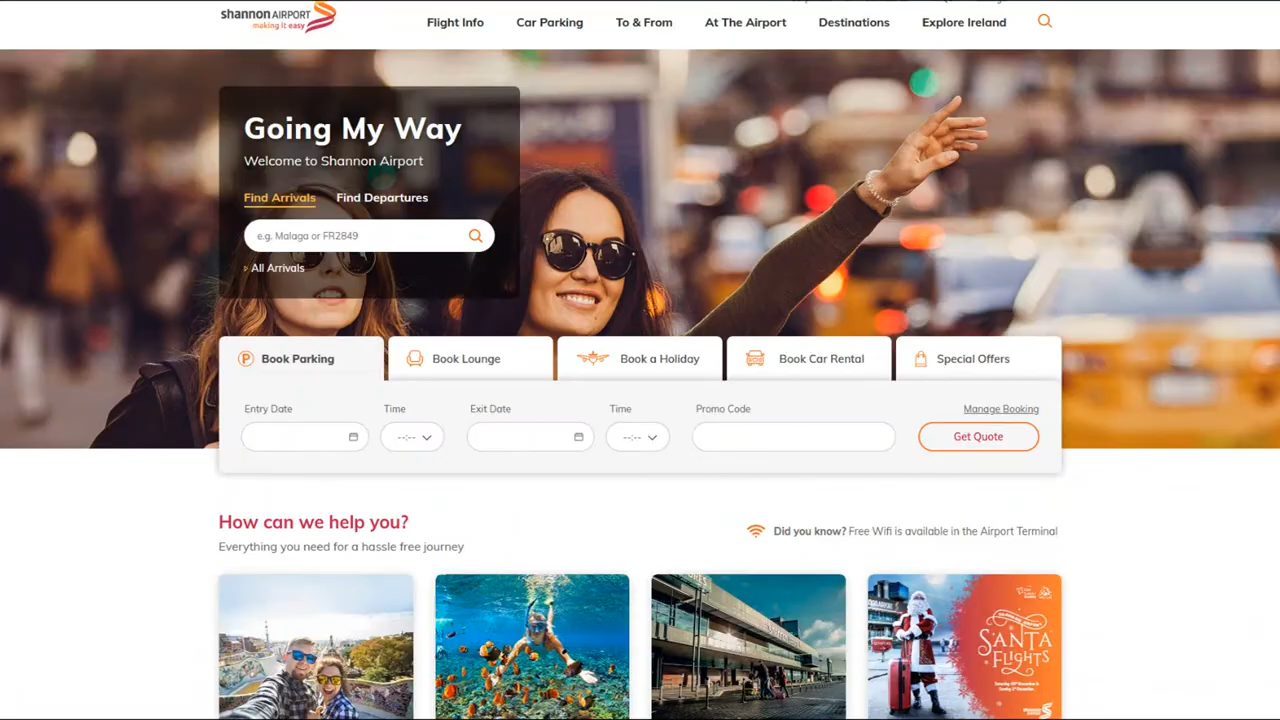 shannon AIRPORT
making it easy
Flight Info
Car Parking
To & From
At The Airport
Destinations
Explore Ireland
Going My Way
Welcome to Shannon Airport
Find Arrivals
Find Departures
e.g. Malaga or FR2849
All Arrivals
Book Parking
Book Lounge
Book a Holiday
Book Car Rental
Special Offers
Entry Date
Time
Exit Date
Time
Promo Code
Manage Booking
--:--
--:--
Get Quote
How can we help you?
Everything you need for a hassle free journey
Did you know? Free Wifi is available in the Airport Terminal
SANTA
FLIGHTS